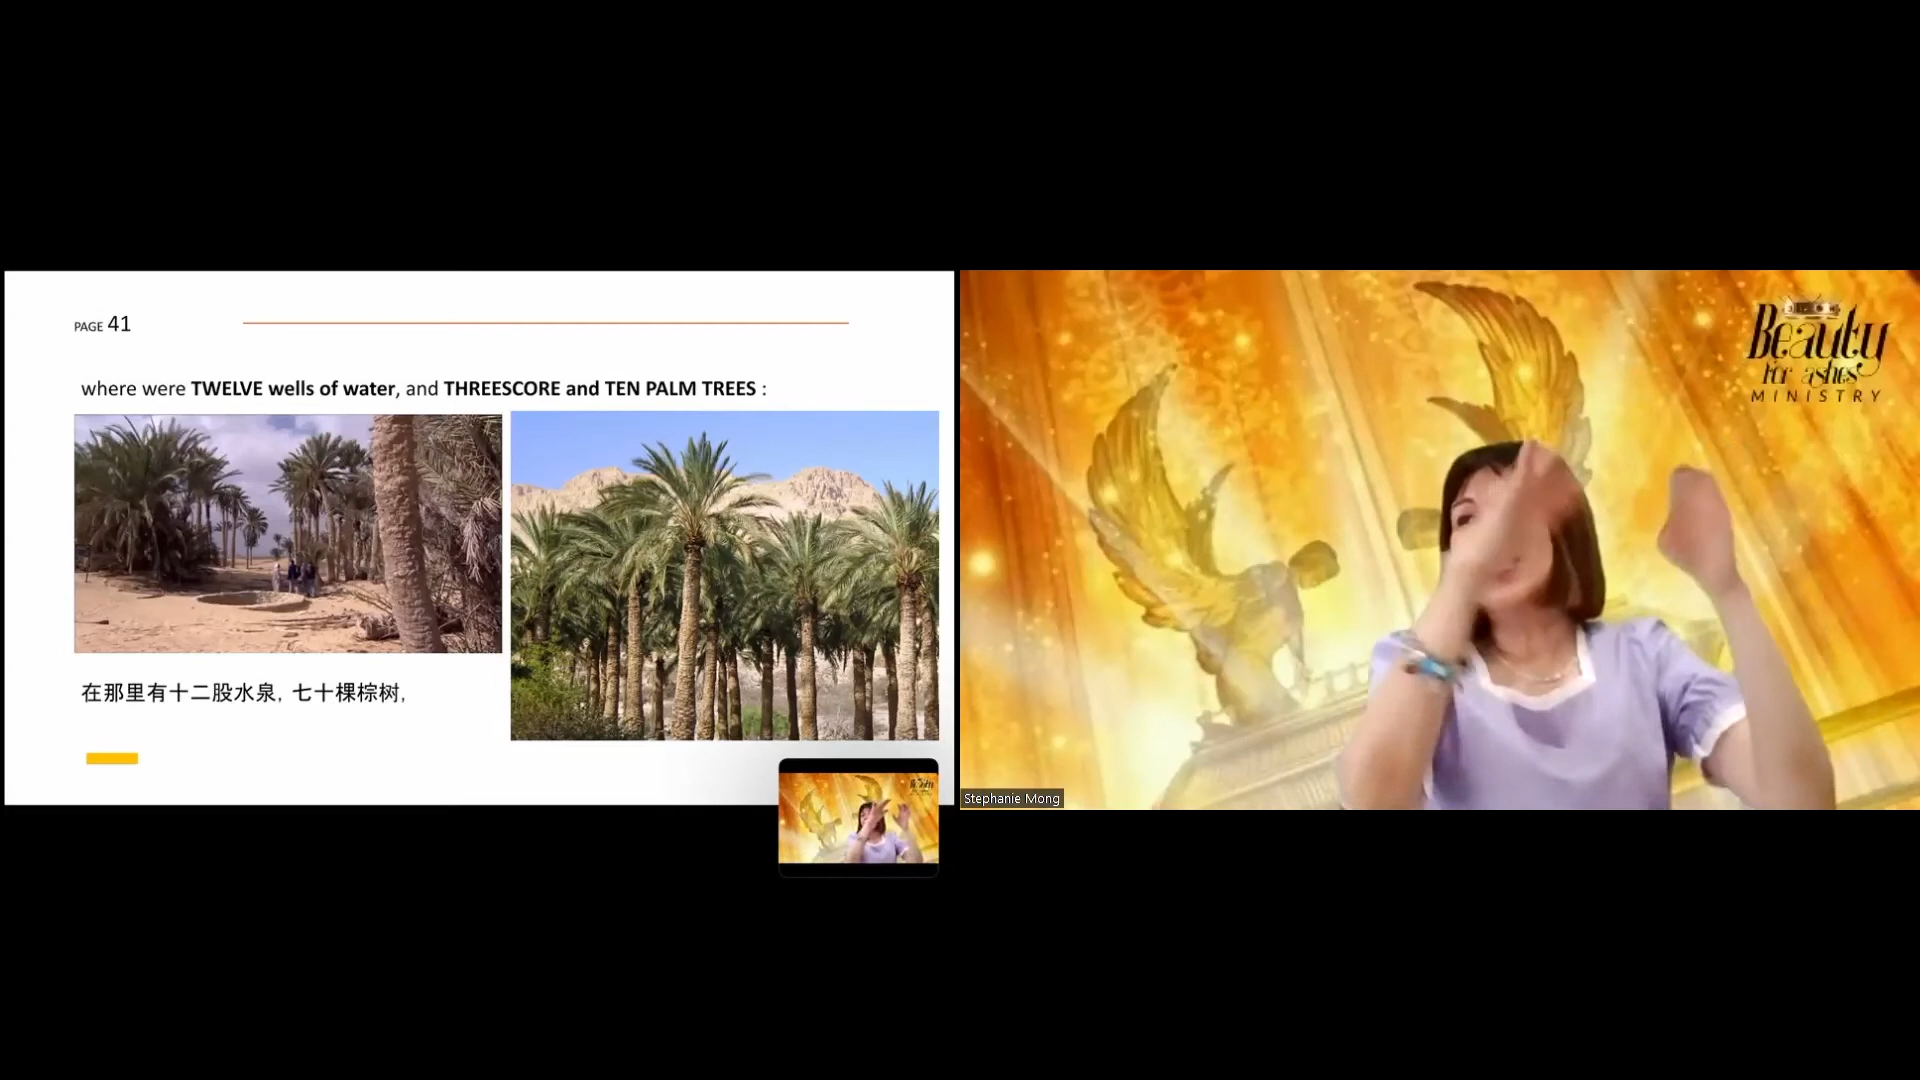 PAGE 41
where were TWELVE wells of water, and THREESCORE and TEN PALM TREES :
在那里有十二股水泉, 七十棵棕树,
Beauty
For ashes
MINISTRY
Stephanie Mong